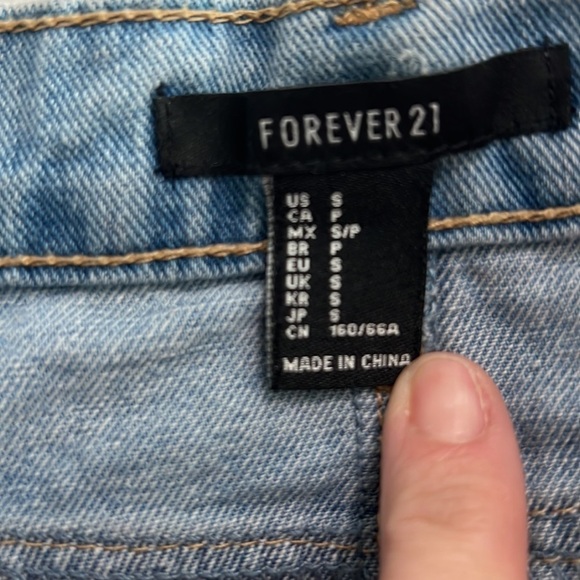 FOREVER 21
US S
CA P
MX S/P
BR P
EU S
UK S
KR S
JP S
CN 160/66A
MADE IN CHINA